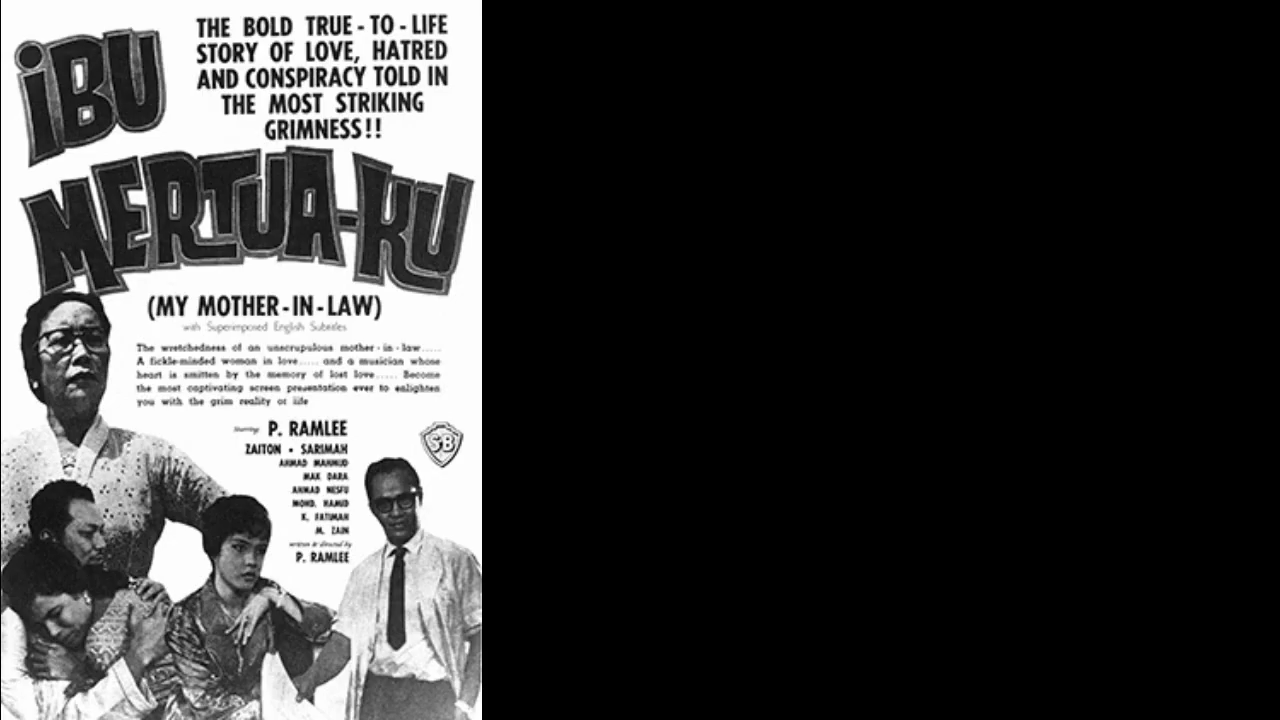 iBU
THE BOLD TRUE-TO-LIFE
STORY OF LOVE, HATRED
AND CONSPIRACY TOLD IN
THE MOST STRIKING
GRIMNESS!!
MERTUA-KU
(MY MOTHER-IN-LAW)
with Superimposed English Subtitles
The wretchedness of an unscrupulous mother-in-law.....
A fickle-minded woman in love..... and a musician whose
heart is smitten by the memory of lost love..... Become
the most captivating screen presentation ever to enlighten
you with the grim reality or life
Starring: P. RAMLEE
SB
ZAITON • SARIMAH
AHMAD MAHMUD
MAK DARA
AHMAD NESFU
MOHD. HAMID
K. FATIMAH
M. ZAIN
written & directed by
P. RAMLEE